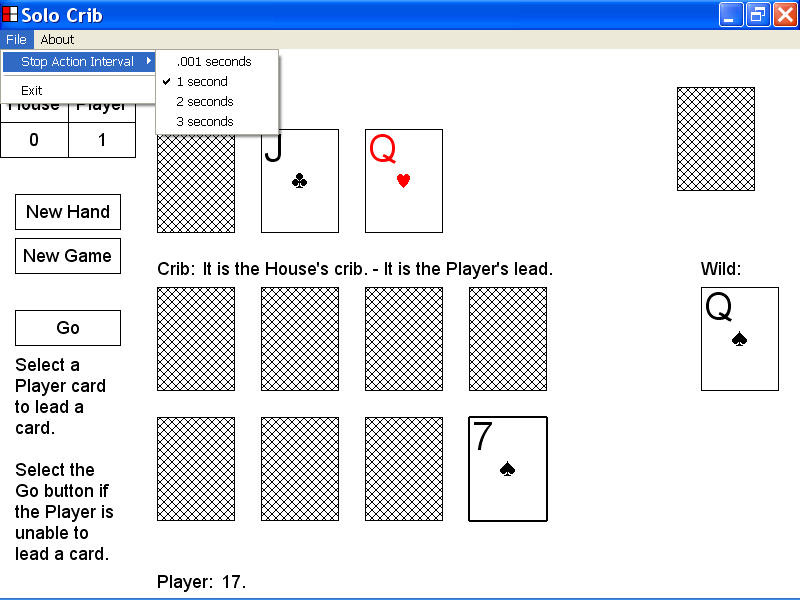 Solo Crib
File About
Stop Action Interval
Exit
.001 seconds
1 second
2 seconds
3 seconds
House Player
0 1
J
Q
New Hand
New Game
Crib: It is the House's crib. - It is the Player's lead.
Wild:
Q
Go
Select a
Player card
to lead a
card.
Select the
Go button if
the Player is
unable to
lead a card.
7
Player: 17.